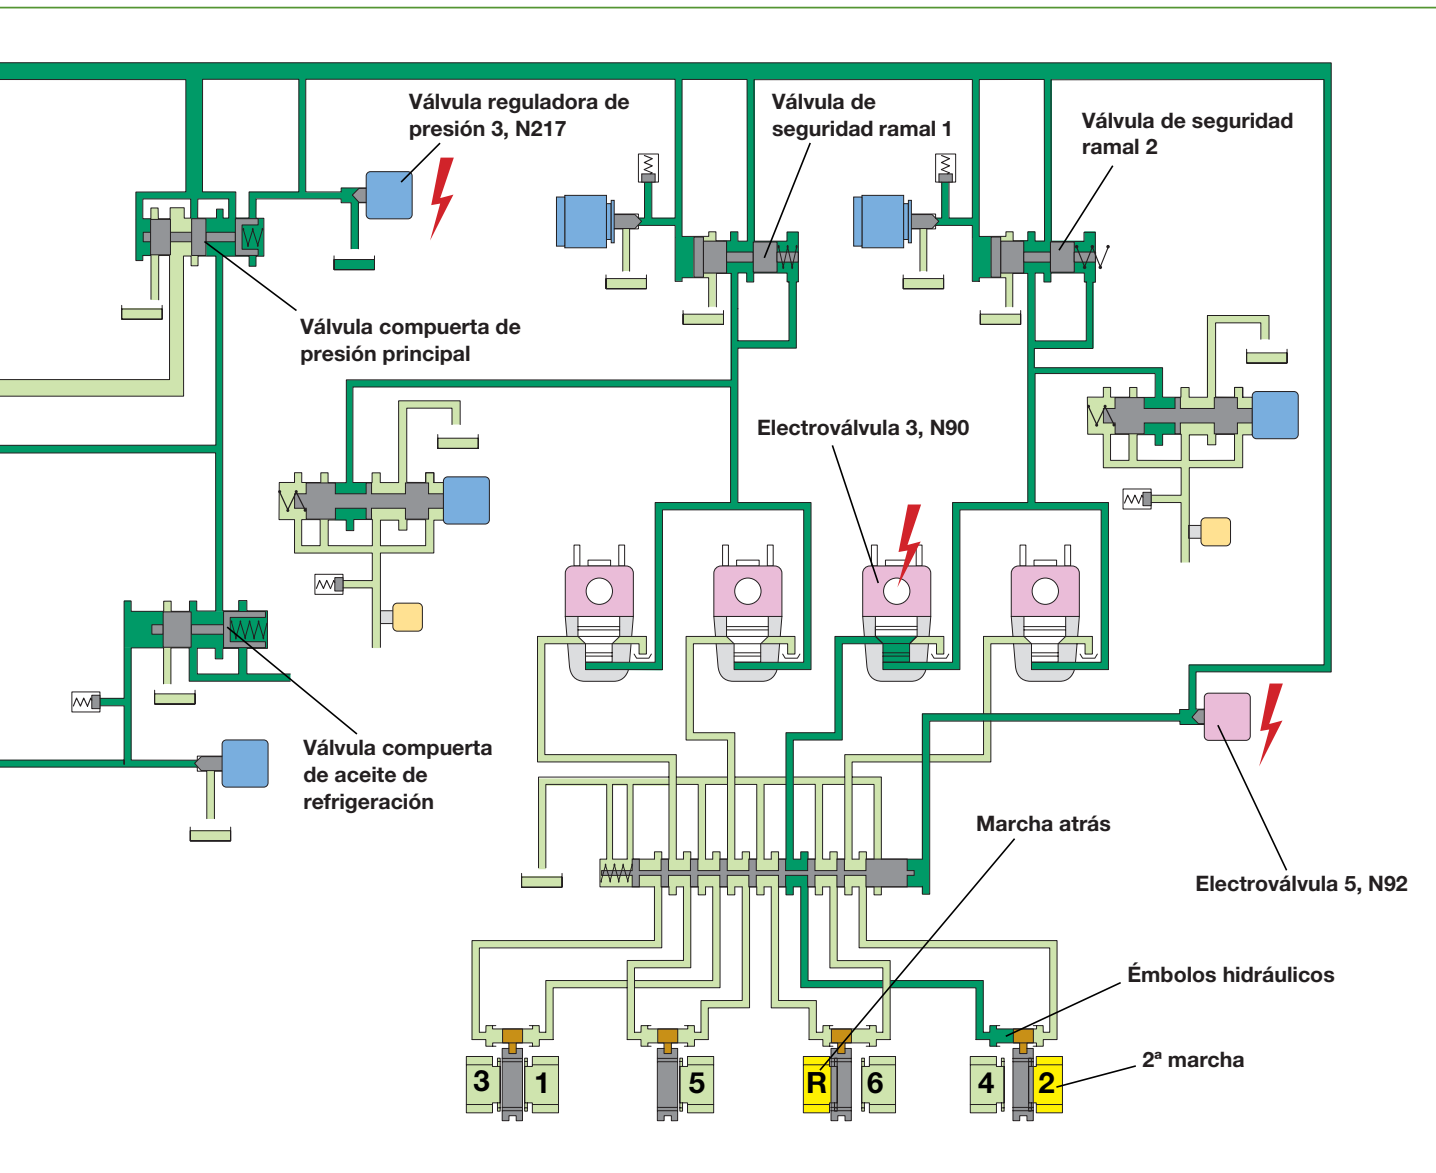 Válvula reguladora de
presión 3, N217
Válvula de
seguridad ramal 1
Válvula de seguridad
ramal 2
Válvula compuerta de
presión principal
Electroválvula 3, N90
Válvula compuerta
de aceite de
refrigeración
Marcha atrás
Electroválvula 5, N92
Émbolos hidráulicos
2ª marcha
3 1 5 R 6 4 2